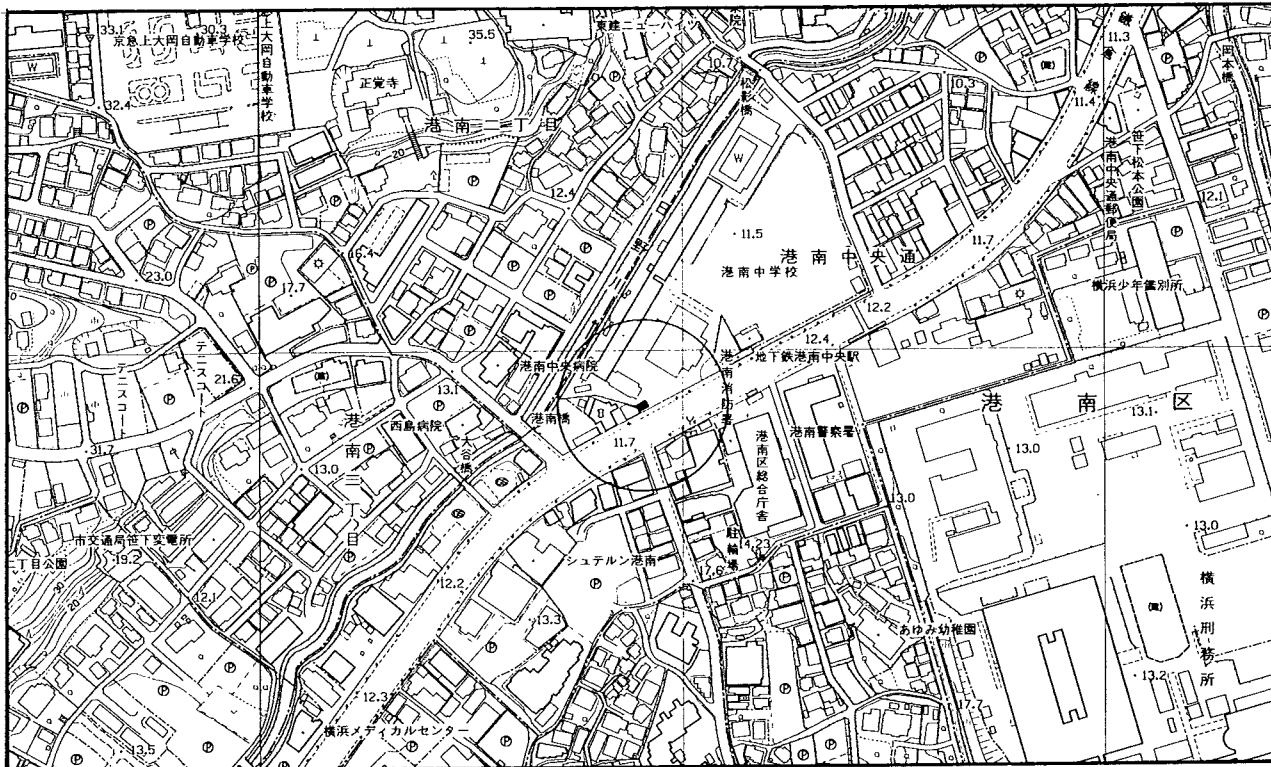 33.1
30.3
京急上大岡自動車学校
上大岡自動車学校
W
32.4
35.5
正覚寺
東建ニューハイツ
港南二丁目
20
松影橋
10.3
11.3
11.4
岡本橋
笹下松本公園
港南中央通郵便局
12.1
12.4
W
11.5
港南中央通
港南中学校
11.7
12.2
横浜少年鑑別所
23.0
16.4
17.7
テニスコート
テニスコート
21.6
港南中央病院
12.4
地下鉄港南中央駅
港南消防署
港南区
13.1
13.1
西島病院
港南橋
大谷橋
港南三丁目
11.7
港南区総合庁舎
港南警察署
13.0
31.7
13.0
13.0
13.0
市交通局笹下変電所
19.2
二丁目公園
20
12.1
12.2
シュテルン港南
駐輪場
14.23
17.6
13.3
あゆみ幼稚園
横浜刑務所
13.2
12.3
横浜メディカルセンター
13.5
17.7